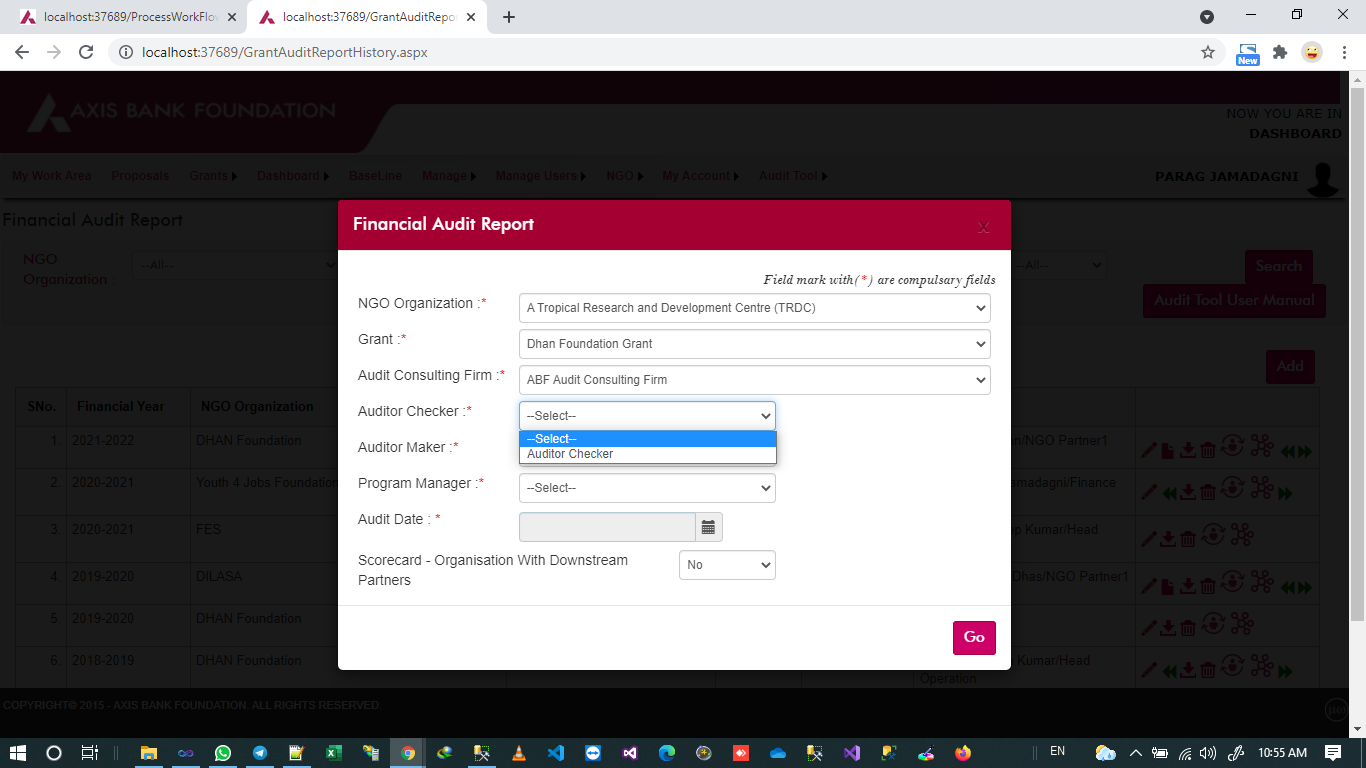 localhost:37689/ProcessWorkFlo
localhost:37689/GrantAuditRepo
localhost:37689/GrantAuditReportHistory.aspx
New
AXIS BANK FOUNDATION
NOW YOU ARE IN
DASHBOARD
My Work Area Proposals Grants Dashboard BaseLine Manage Manage Users NGO My Account Audit Tool
PARAG JAMADAGNI
Financial Audit Report
NGO
Organization :
--All--
--All--
Search
Audit Tool User Manual
Add
Financial Audit Report
x
Field mark with(*) are compulsary fields
NGO Organization :*
A Tropical Research and Development Centre (TRDC)
Grant :*
Dhan Foundation Grant
Audit Consulting Firm :*
ABF Audit Consulting Firm
Auditor Checker :*
--Select--
--Select--
Auditor Checker
Auditor Maker :*
Program Manager :*
--Select--
Audit Date : *
Scorecard - Organisation With Downstream
Partners
No
Go
SNo. Financial Year NGO Organization
1. 2021-2022 DHAN Foundation
n/NGO Partner1
2. 2020-2021 Youth 4 Jobs Foundation
amadagni/Finance
3. 2020-2021 FES
p Kumar/Head
4. 2019-2020 DILASA
Dhas/NGO Partner1
5. 2019-2020 DHAN Foundation
6. 2018-2019 DHAN Foundation
Kumar/Head
Operation
COPYRIGHT© 2015 - AXIS BANK FOUNDATION. ALL RIGHTS RESERVED.
EN
10:55 AM